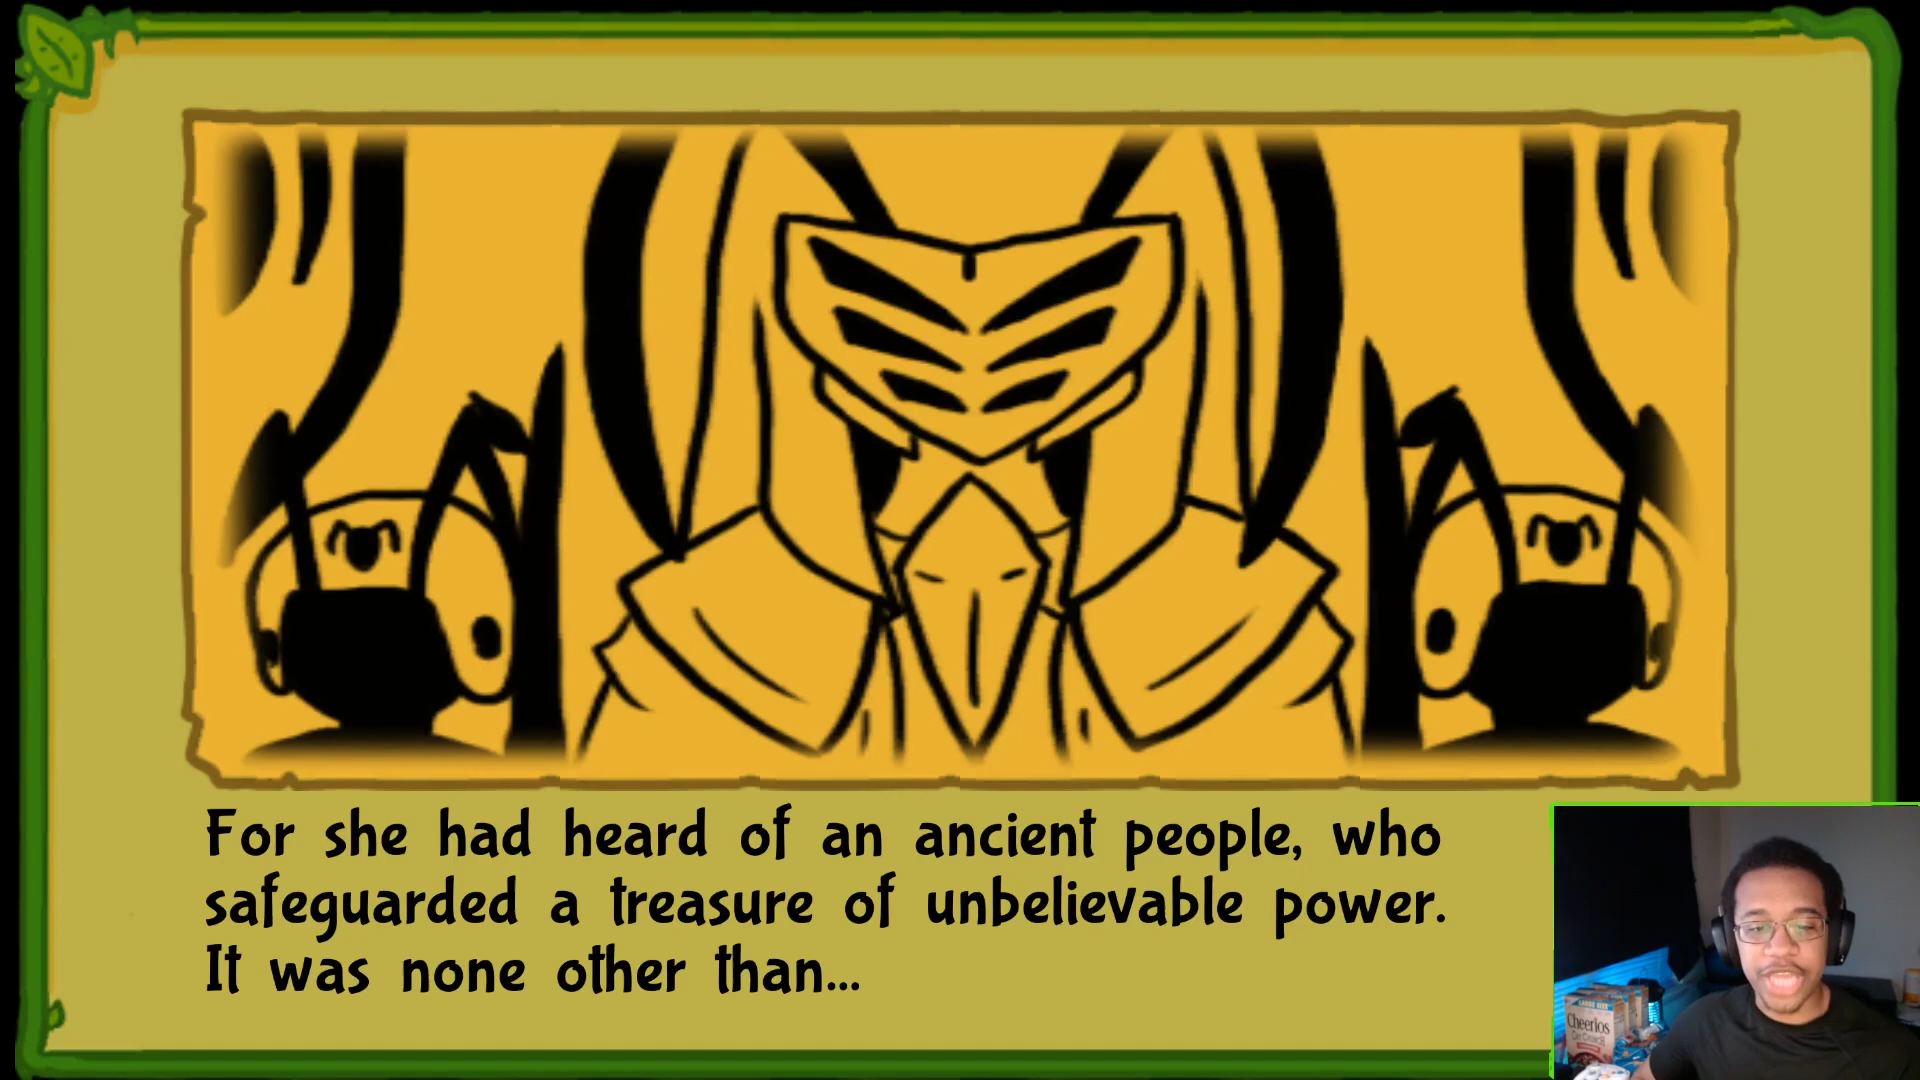 For she had heard of an ancient people, who
safeguarded a treasure of unbelievable power.
It was none other than...
Cheerios